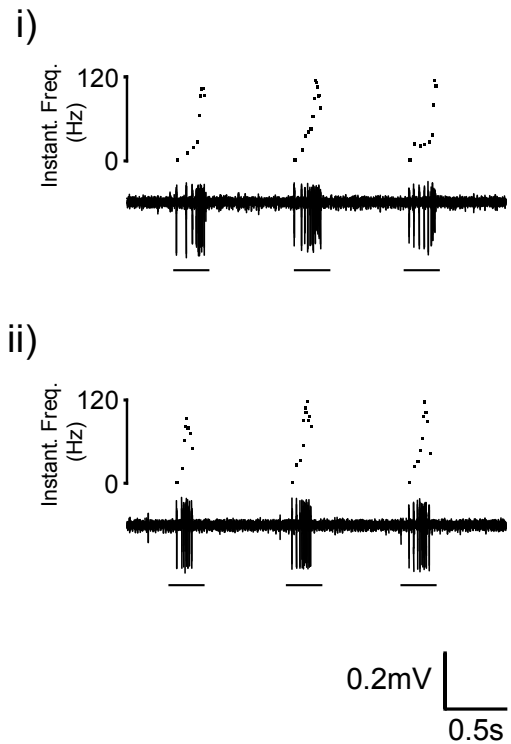 i)
120
Instant. Freq.
(Hz)
0
ii)
120
Instant. Freq.
(Hz)
0
0.2mV
0.5s